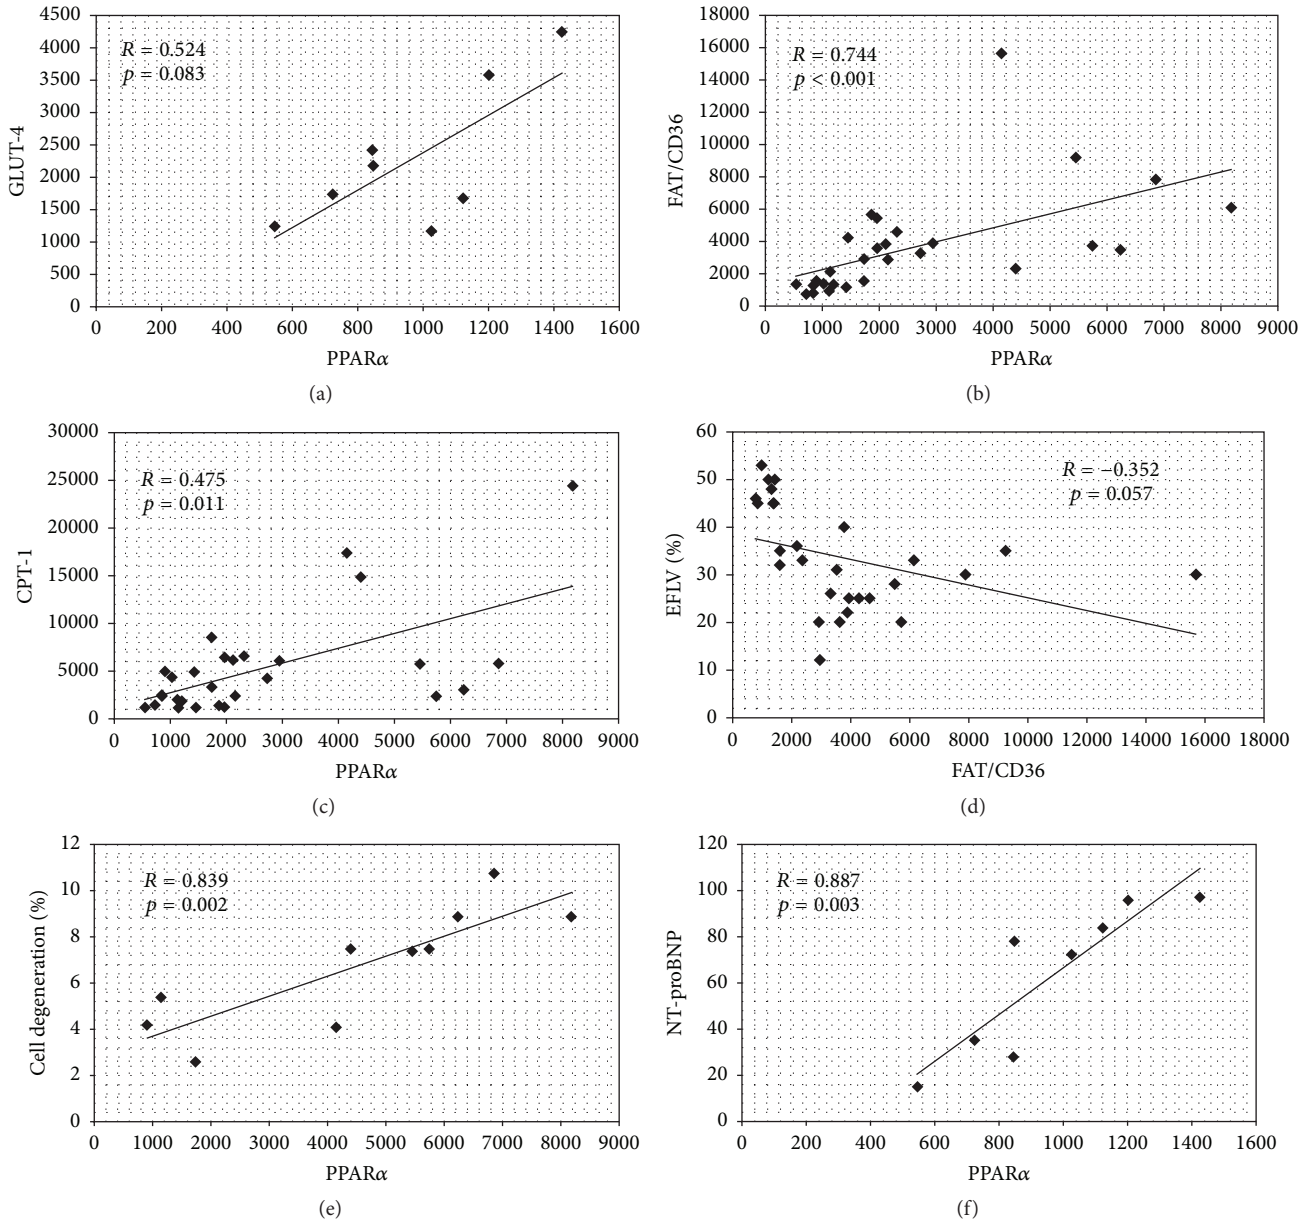 4500
4000
3500
3000
2500
2000
1500
1000
500
0
GLUT-4
R = 0.524
p = 0.083
0 200 400 600 800 1000 1200 1400 1600
PPARα
(a)
18000
16000
14000
12000
10000
8000
6000
4000
2000
0
FAT/CD36
R = 0.744
p < 0.001
0 1000 2000 3000 4000 5000 6000 7000 8000 9000
PPARα
(b)
30000
25000
20000
15000
10000
5000
0
CPT-1
R = 0.475
p = 0.011
0 1000 2000 3000 4000 5000 6000 7000 8000 9000
PPARα
(c)
60
50
40
30
20
10
0
EFLV (%)
R = −0.352
p = 0.057
0 2000 4000 6000 8000 10000 12000 14000 16000 18000
FAT/CD36
(d)
12
10
8
6
4
2
0
Cell degeneration (%)
R = 0.839
p = 0.002
0 1000 2000 3000 4000 5000 6000 7000 8000 9000
PPARα
(e)
120
100
80
60
40
20
0
NT-proBNP
R = 0.887
p = 0.003
0 200 400 600 800 1000 1200 1400 1600
PPARα
(f)